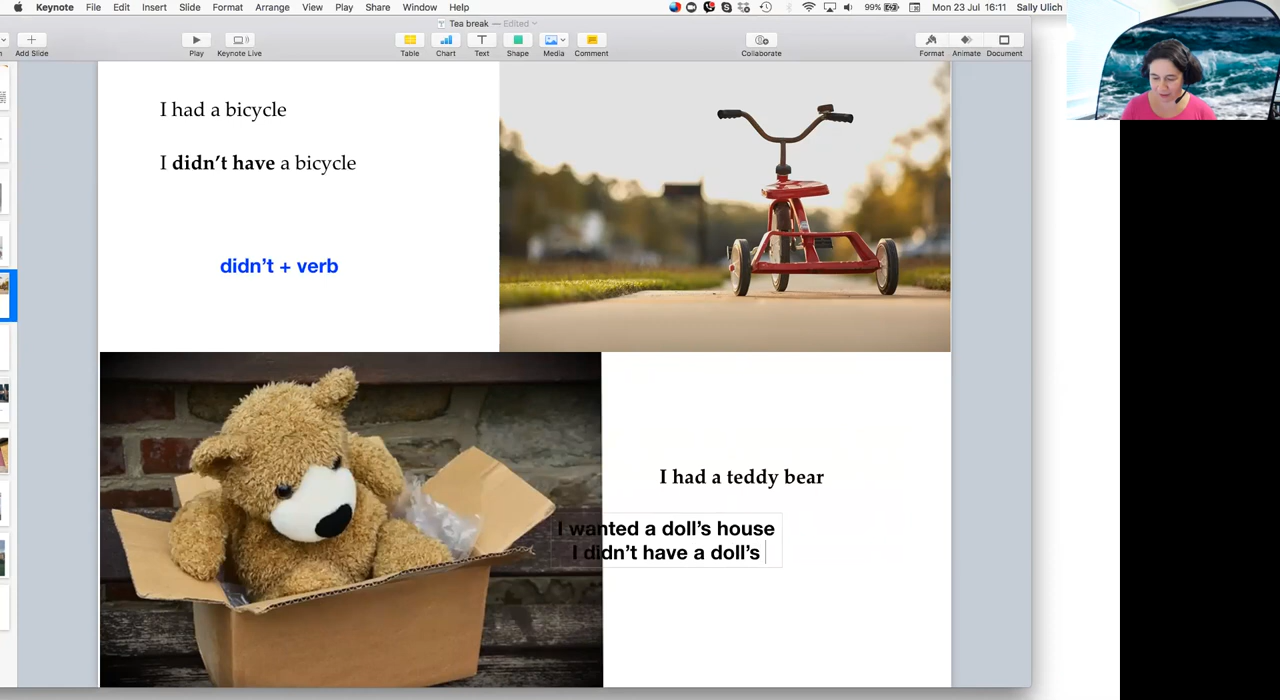 Keynote File Edit Insert Slide Format Arrange View Play Share Window Help 99% Mon 23 Jul 16:11 Sally Ulich
Tea break — Edited
Add Slide Play Keynote Live Table Chart Text Shape Media Comment Collaborate Format Animate Document
I had a bicycle
I didn't have a bicycle
didn't + verb
I had a teddy bear
I wanted a doll's house
I didn't have a doll's